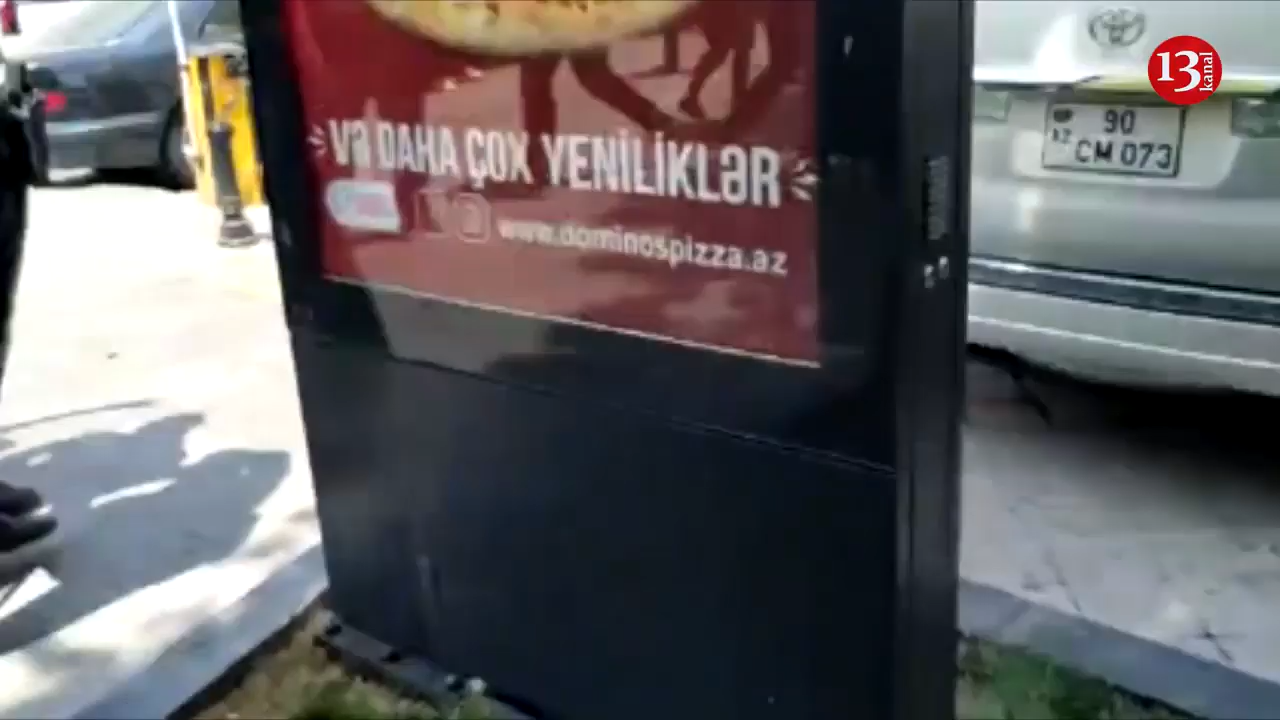 13
kanal
90
AZ
CM 073
Və DAHA ÇOX YENİLİKLƏR
www.dominospizza.az